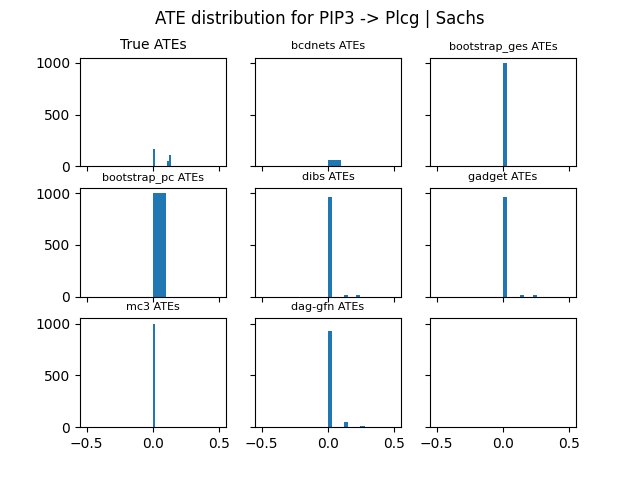 ATE distribution for PIP3 -> Plcg | Sachs
True ATEs
bcdnets ATEs
bootstrap_ges ATEs
1000
500
0
bootstrap_pc ATEs
dibs ATEs
gadget ATEs
1000
500
0
mc3 ATEs
dag-gfn ATEs
1000
500
0
−0.5 0.0 0.5
−0.5 0.0 0.5
−0.5 0.0 0.5